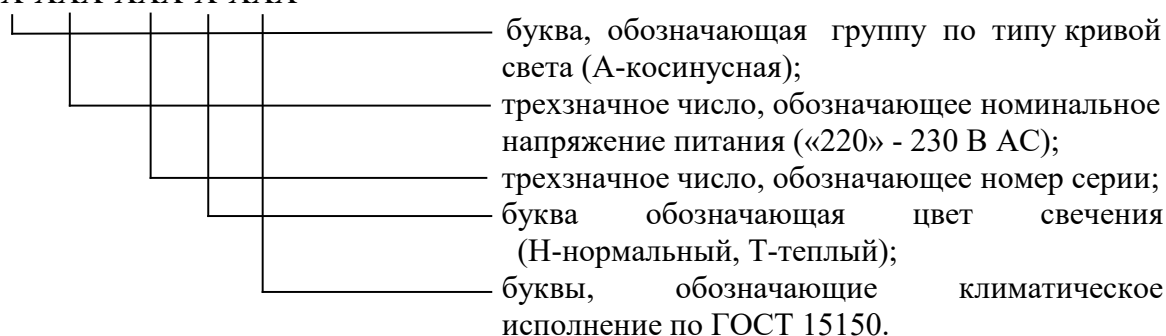 буква, обозначающая группу по типу кривой
света (А-косинусная);
трехзначное число, обозначающее номинальное
напряжение питания («220» - 230 В АС);
трехзначное число, обозначающее номер серии;
буква обозначающая цвет свечения
(Н-нормальный, Т-теплый);
буквы, обозначающие климатическое
исполнение по ГОСТ 15150.